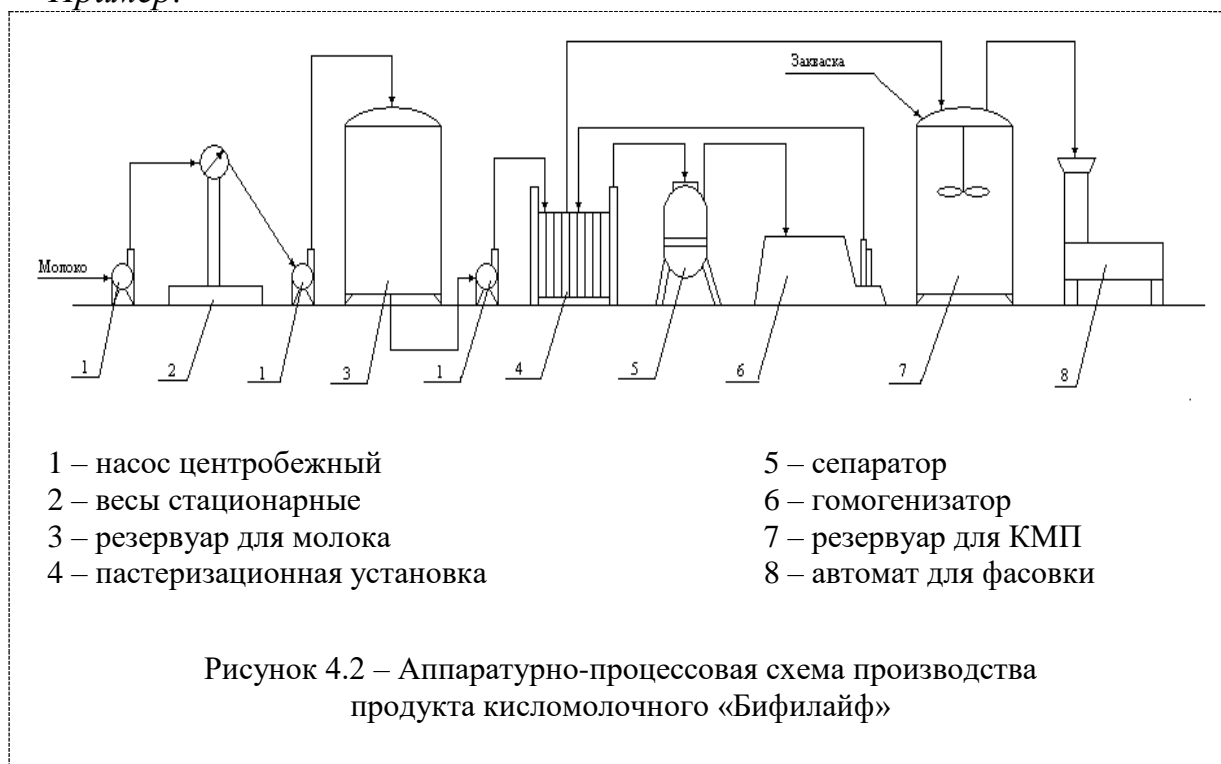 Пример:
Закваска
Молоко
1 2 1 3 1 4 5 6 7 8
1 – насос центробежный
2 – весы стационарные
3 – резервуар для молока
4 – пастеризационная установка
5 – сепаратор
6 – гомогенизатор
7 – резервуар для КМП
8 – автомат для фасовки
Рисунок 4.2 – Аппаратурно-процессовая схема производства
продукта кисломолочного «Бифилайф»